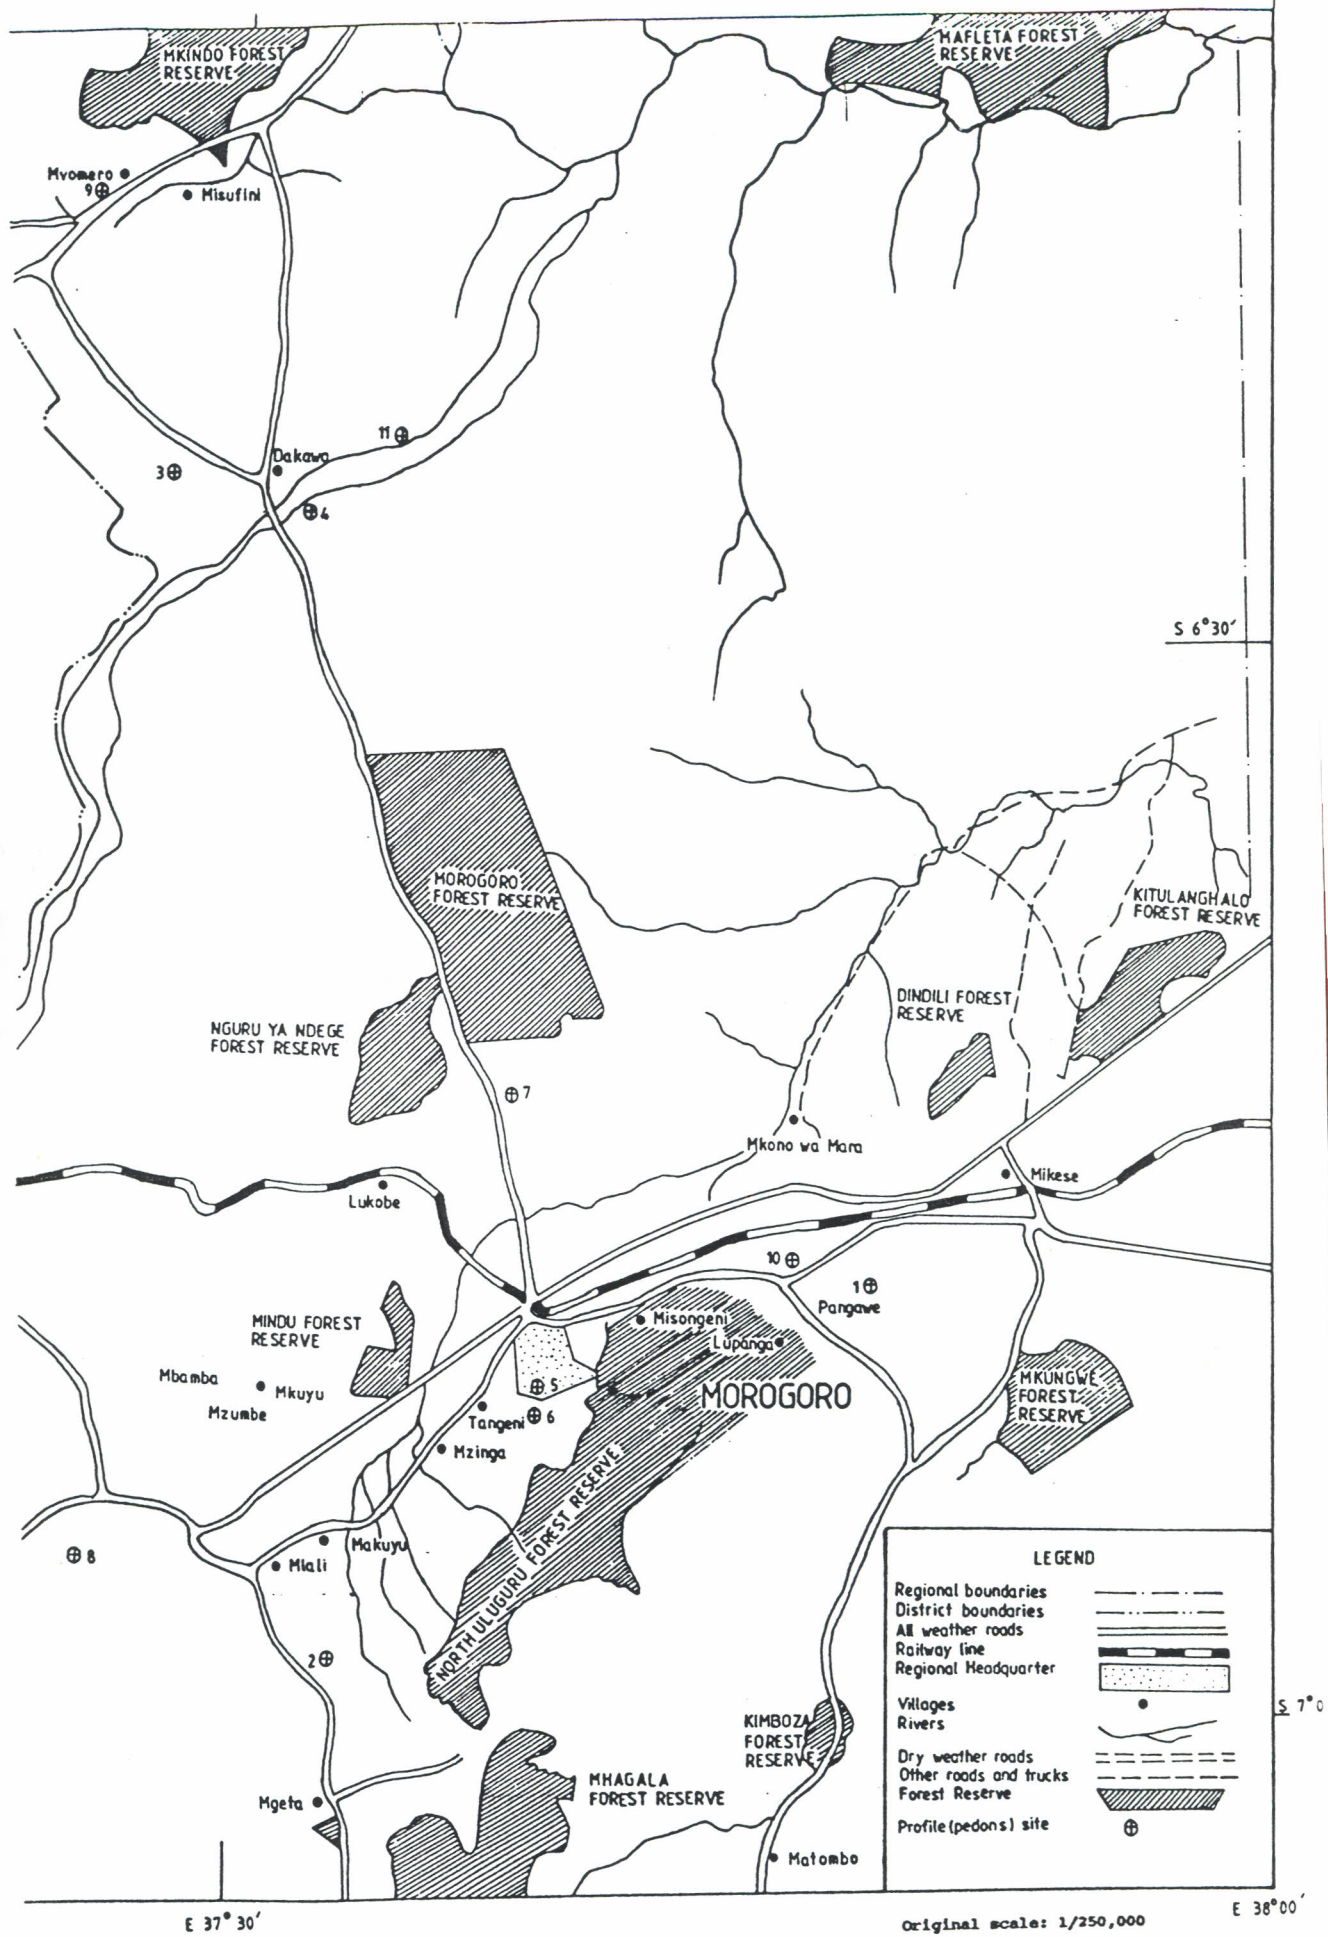 MKINDO FOREST
RESERVE
MAFLETA FOREST
RESERVE
Mvomero
9
Misufini
11
Dakawa
3
4
S 6°30'
MOROGORO
FOREST RESERVE
KITULANGHALO
FOREST RESERVE
DINDILI FOREST
RESERVE
NGURU YA NDEGE
FOREST RESERVE
7
Mkono wa Mara
Mikese
Lukobe
10
1
Pangawe
MINDU FOREST
RESERVE
Misongeni
Lupanga
Mbamba
Mkuyu
Mzumbe
5
MOROGORO
MKUNGWE
FOREST
RESERVE
Tangeni
6
Mzinga
NORTH ULUGURU FOREST RESERVE
8
Makuyu
Mlali
2
LEGEND
Regional boundaries
District boundaries
All weather roads
Railway line
Regional Headquarter
Villages
Rivers
Dry weather roads
Other roads and trucks
Forest Reserve
Profile (pedons) site
S 7°0
KIMBOZA
FOREST
RESERVE
MHAGALA
FOREST RESERVE
Mgeta
Matombo
E 37°30'
E 38°00'
Original scale: 1/250,000